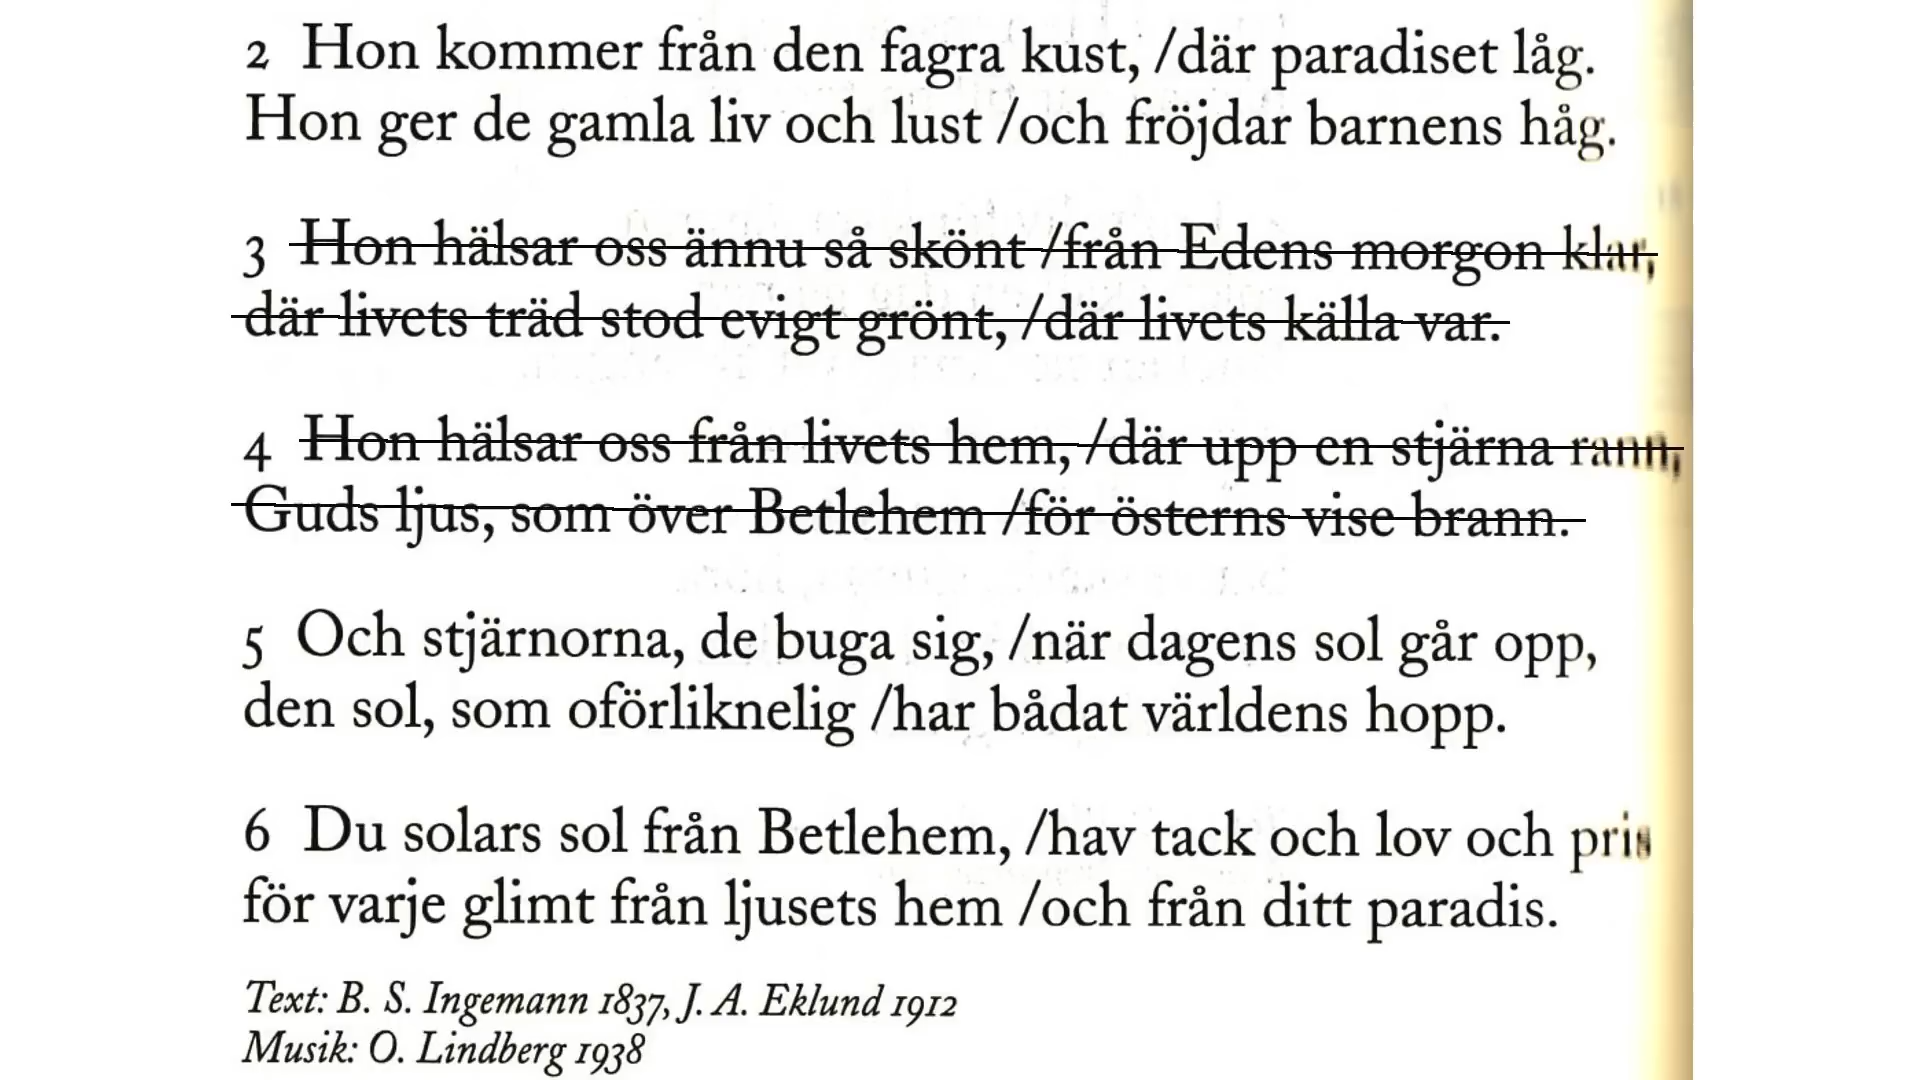 2 Hon kommer från den fagra kust, /där paradiset låg.
Hon ger de gamla liv och lust /och fröjdar barnens håg.
3 Hon hälsar oss ännu så skönt /från Edens morgon klar,
där livets träd stod evigt grönt, /där livets källa var.
4 Hon hälsar oss från livets hem, /där upp en stjärna rann,
Guds ljus, som över Betlehem /för österns vise brann.
5 Och stjärnorna, de buga sig, /när dagens sol går opp,
den sol, som oförliknelig /har bådat världens hopp.
6 Du solars sol från Betlehem, /hav tack och lov och pris
för varje glimt från ljusets hem /och från ditt paradis.
Text: B. S. Ingemann 1837, J. A. Eklund 1912
Musik: O. Lindberg 1938